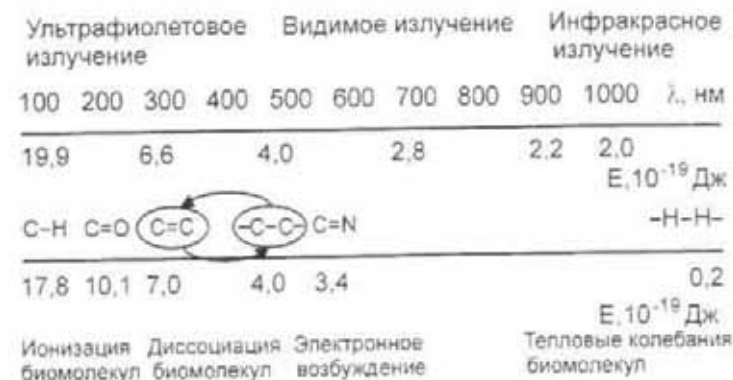 Ультрафиолетовое Видимое излучение Инфракрасное
излучение излучение
100 200 300 400 500 600 700 800 900 1000 λ, нм
19,9 6,6 4,0 2,8 2,2 2,0
E,10⁻¹⁹ Дж
C–H C=O C=C –C–C– C=N –H–H–
17,8 10,1 7,0 4,0 3,4 0,2
E,10⁻¹⁹ Дж
Ионизация Диссоциация Электронное Тепловые колебания
биомолекул биомолекул возбуждение биомолекул